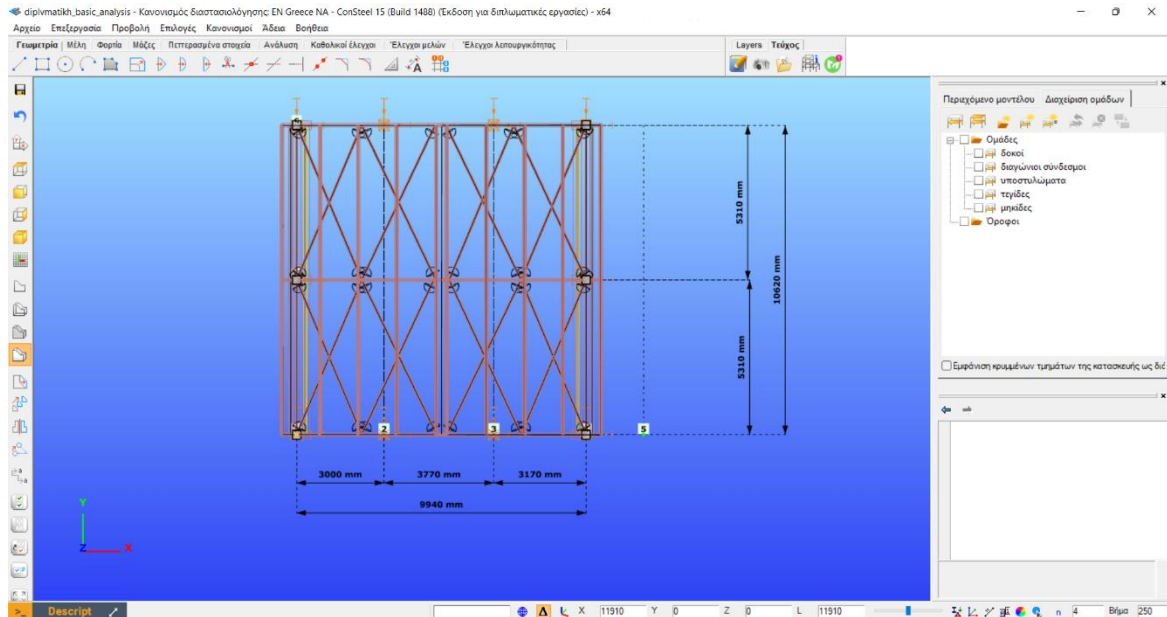 diplvmatikh_basic_analysis - Κανονισμός διαστασιολόγησης: EN Greece NA - ConSteel 15 (Build 1488) (Έκδοση για διπλωματικές εργασίες) - x64
Αρχείο Επεξεργασία Προβολή Επιλογές Κανονισμοί Άδεια Βοήθεια
Γεωμετρία Μέλη Φορτία Μάζες Πεπερασμένα στοιχεία Ανάλυση Καθολικοί έλεγχοι Έλεγχοι μελών Έλεγχοι λειτουργικότητας Layers Τεύχος
Περιεχόμενο μοντέλου Διαχείριση ομάδων
Ομάδες
δοκοί
διαγώνιοι σύνδεσμοι
υποστυλώματα
τεγίδες
μηκίδες
Όροφοι
5310 mm
10620 mm
5310 mm
Εμφάνιση κρυμμένων τμημάτων της κατασκευής ως διά
2 3 5
3000 mm 3770 mm 3170 mm
9940 mm
Y
Z X
>_ Descript X 11910 Y 0 Z 0 L 11910 n 4 Βήμα 250